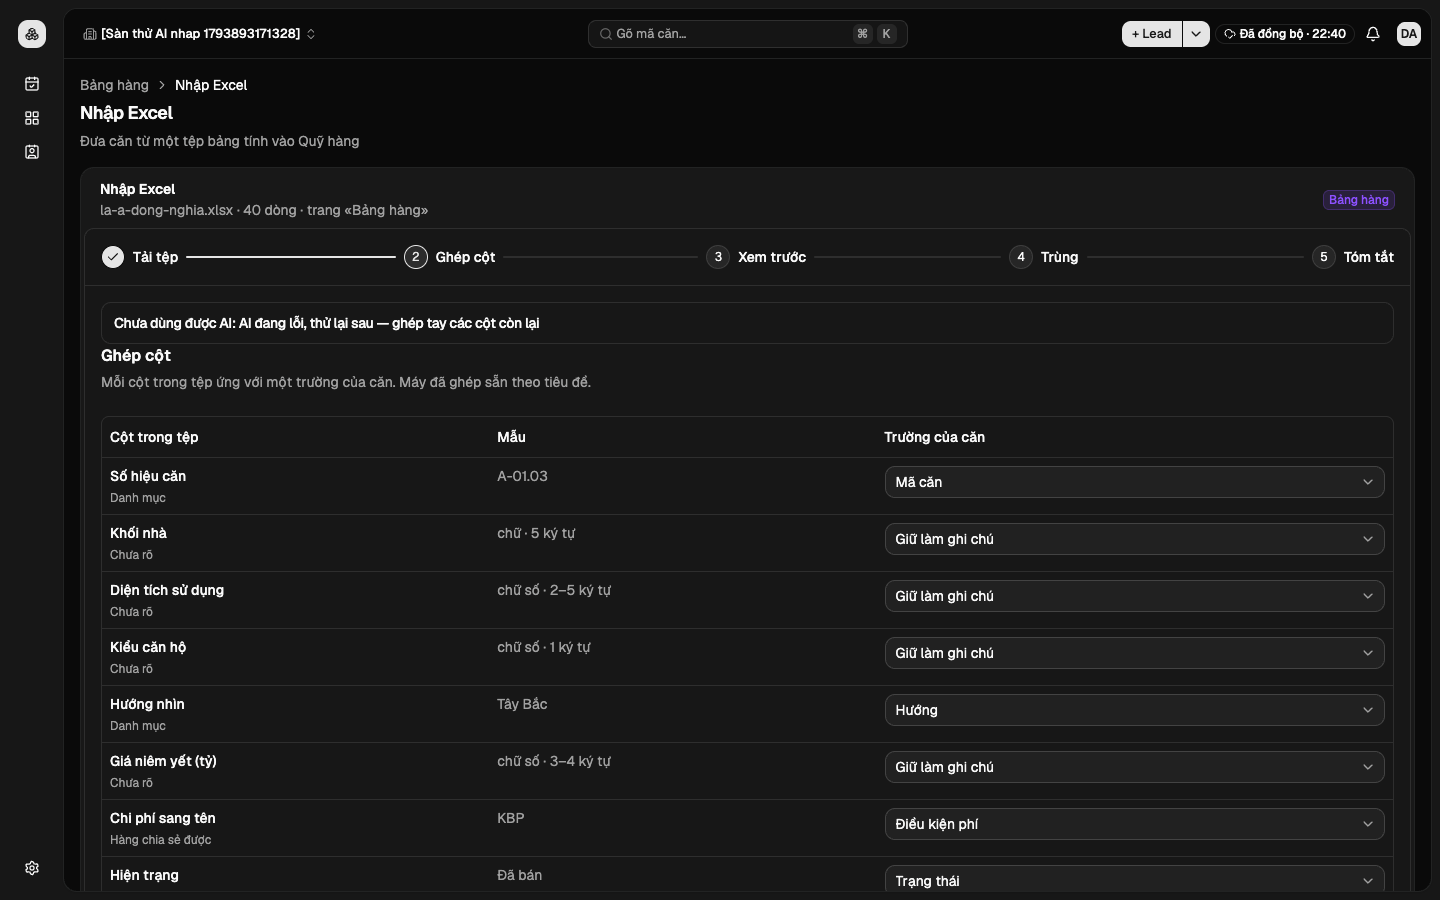 [Sàn thử AI nhap 1793893171328]
Gõ mã căn...
⌘ K
+ Lead
Đã đồng bộ · 22:40
DA
Bảng hàng > Nhập Excel
Nhập Excel
Đưa căn từ một tệp bảng tính vào Quỹ hàng
Nhập Excel
la-a-dong-nghia.xlsx · 40 dòng · trang «Bảng hàng»
Bảng hàng
Tải tệp
2 Ghép cột
3 Xem trước
4 Trùng
5 Tóm tắt
Chưa dùng được AI: AI đang lỗi, thử lại sau — ghép tay các cột còn lại
Ghép cột
Mỗi cột trong tệp ứng với một trường của căn. Máy đã ghép sẵn theo tiêu đề.
Cột trong tệp
Mẫu
Trường của căn
Số hiệu căn
Danh mục
A-01.03
Mã căn
Khối nhà
Chưa rõ
chữ · 5 ký tự
Giữ làm ghi chú
Diện tích sử dụng
Chưa rõ
chữ số · 2–5 ký tự
Giữ làm ghi chú
Kiểu căn hộ
Chưa rõ
chữ số · 1 ký tự
Giữ làm ghi chú
Hướng nhìn
Danh mục
Tây Bắc
Hướng
Giá niêm yết (tỷ)
Chưa rõ
chữ số · 3–4 ký tự
Giữ làm ghi chú
Chi phí sang tên
Hàng chia sẻ được
KBP
Điều kiện phí
Hiện trạng
Đã bán
Trạng thái